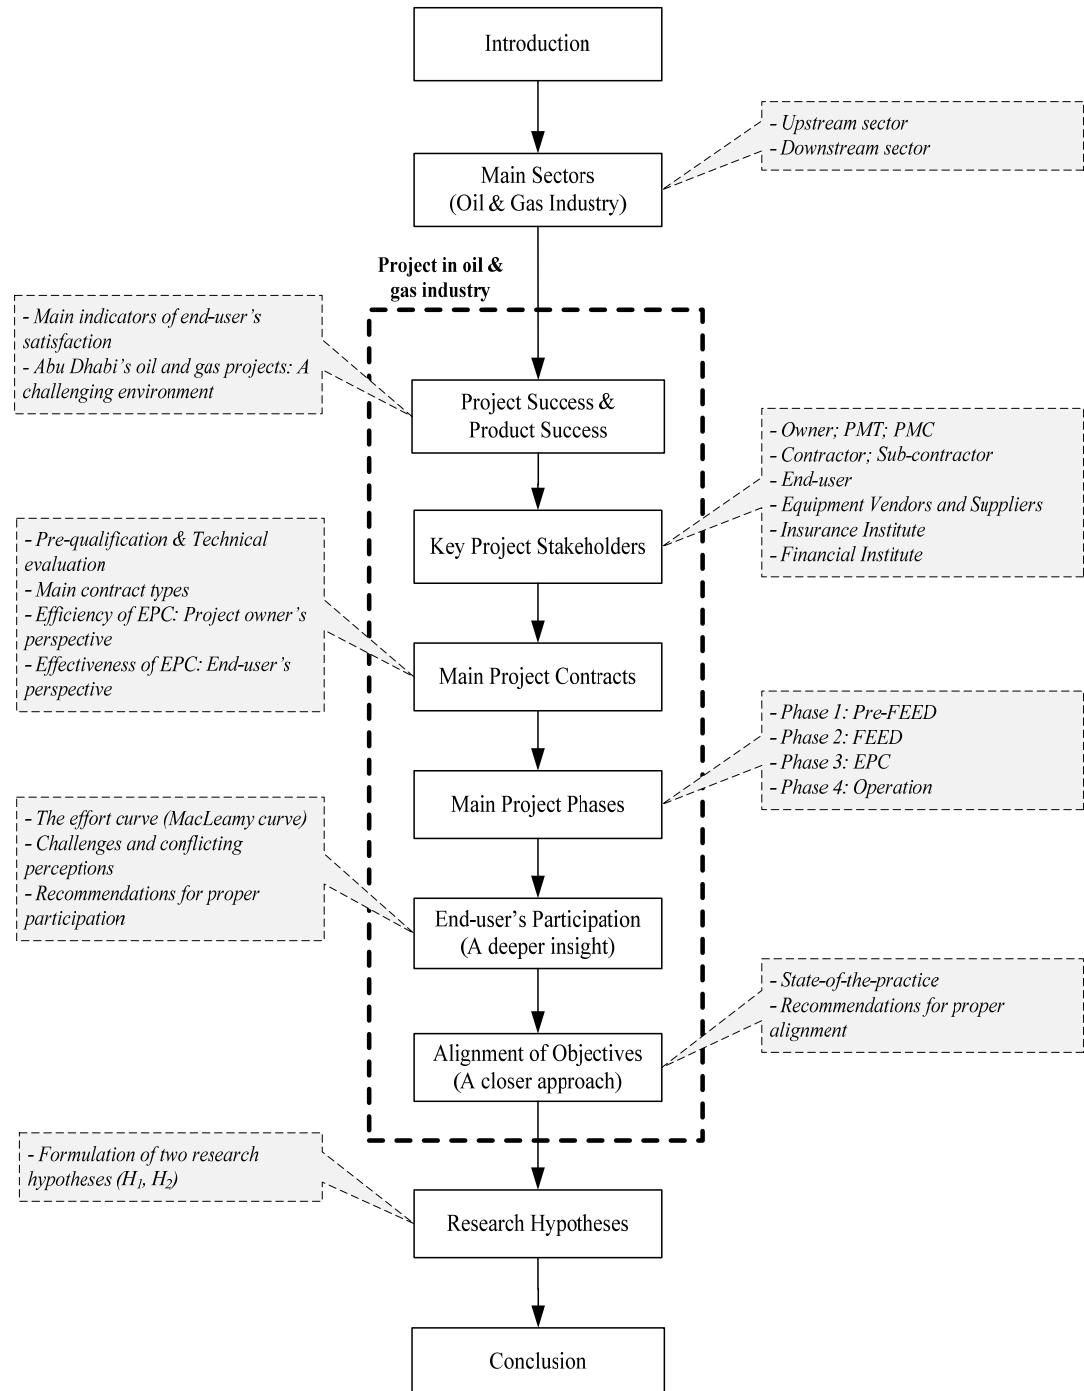 Introduction
- Upstream sector
- Downstream sector
Main Sectors
(Oil & Gas Industry)
Project in oil &
gas industry
- Main indicators of end-user’s
satisfaction
- Abu Dhabi’s oil and gas projects: A
challenging environment
Project Success &
Product Success
- Owner; PMT; PMC
- Contractor; Sub-contractor
- End-user
- Equipment Vendors and Suppliers
- Insurance Institute
- Financial Institute
Key Project Stakeholders
- Pre-qualification & Technical
evaluation
- Main contract types
- Efficiency of EPC: Project owner’s
perspective
- Effectiveness of EPC: End-user’s
perspective
Main Project Contracts
- Phase 1: Pre-FEED
- Phase 2: FEED
- Phase 3: EPC
- Phase 4: Operation
Main Project Phases
- The effort curve (MacLeamy curve)
- Challenges and conflicting
perceptions
- Recommendations for proper
participation
End-user’s Participation
(A deeper insight)
- State-of-the-practice
- Recommendations for proper
alignment
Alignment of Objectives
(A closer approach)
- Formulation of two research
hypotheses (H1, H2)
Research Hypotheses
Conclusion